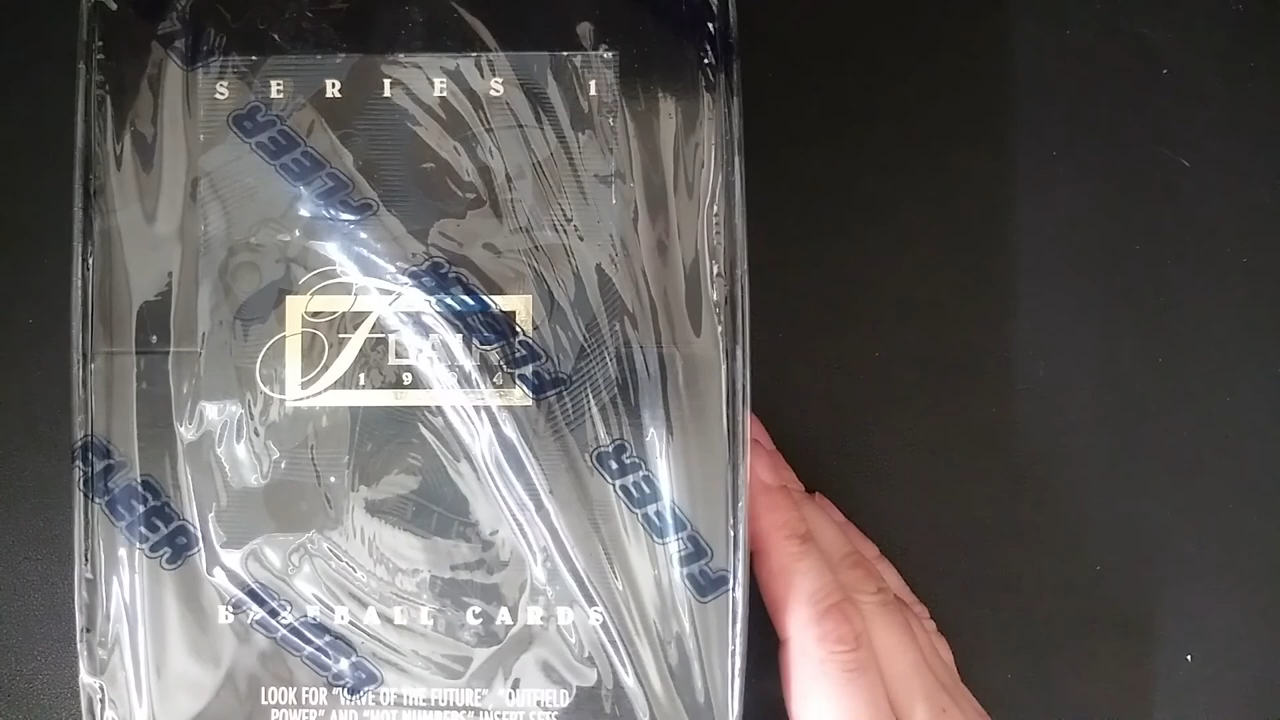 SERIES 1
FLEER
FLEER
Flair
1994
FLEER
FLEER
BASEBALL CARDS
FLEER
LOOK FOR "WAVE OF THE FUTURE", "OUTFIELD
POWER" AND "HOT NUMBERS" INSERT SETS